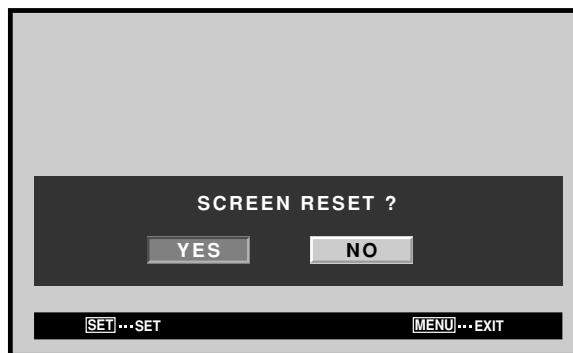 SCREEN RESET ?
YES NO
SET···SET MENU···EXIT